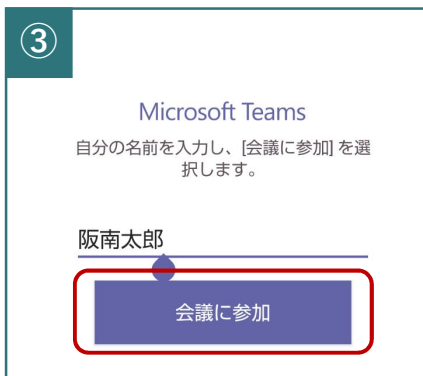 ③
Microsoft Teams
自分の名前を入力し、[会議に参加] を選
択します。
阪南太郎
会議に参加